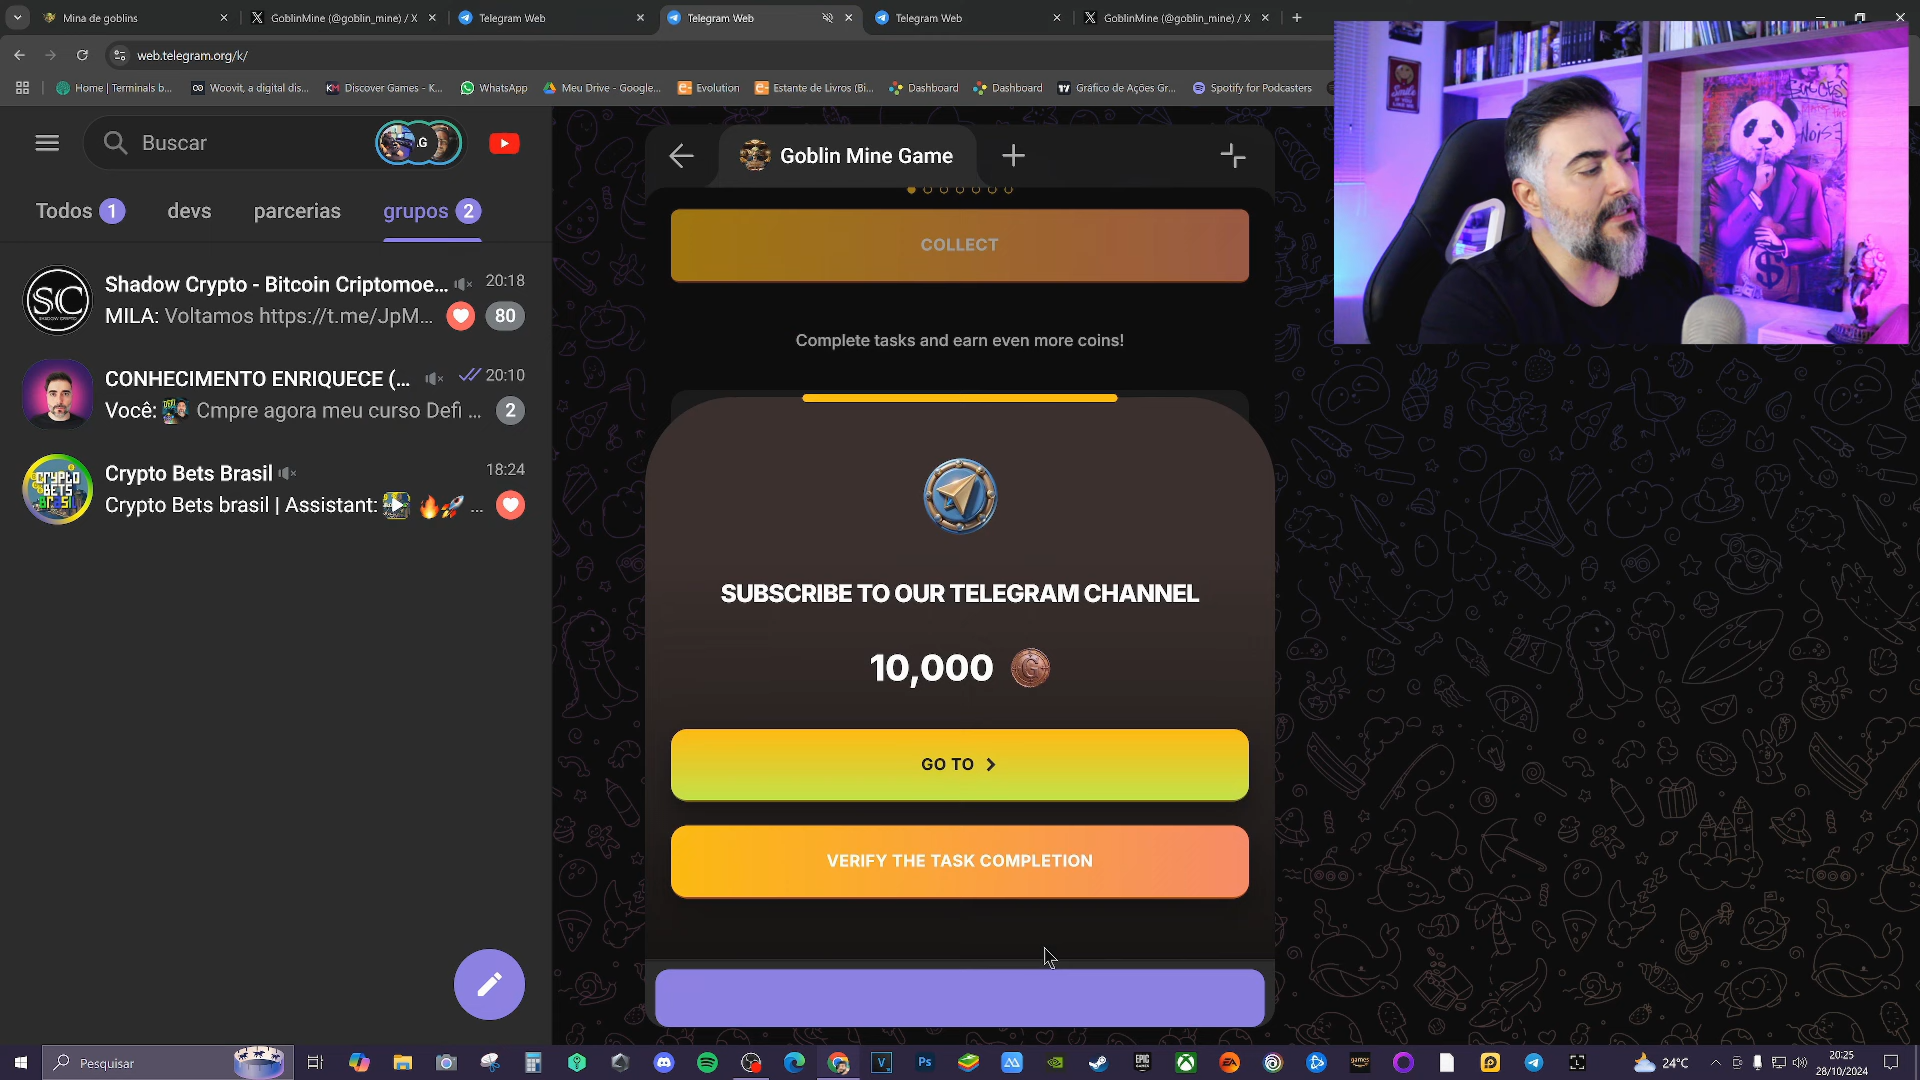 Mina de goblins
GoblinMine (@goblin_mine) / X
Telegram Web
Telegram Web
Telegram Web
GoblinMine (@goblin_mine) / X
web.telegram.org/k/
Home | Terminals b...
Woovit, a digital dis...
Discover Games - K...
WhatsApp
Meu Drive - Google...
Evolution
Estante de Livros (Bi...
Dashboard
Dashboard
Gráfico de Ações Gr...
Spotify for Podcasters
Buscar
Todos 1
devs
parcerias
grupos 2
Shadow Crypto - Bitcoin Criptomoe...
20:18
MILA: Voltamos https://t.me/JpM...
80
CONHECIMENTO ENRIQUECE (...
20:10
Você: Cmpre agora meu curso Defi ...
2
Crypto Bets Brasil
18:24
Crypto Bets brasil | Assistant: ...
Goblin Mine Game
COLLECT
Complete tasks and earn even more coins!
SUBSCRIBE TO OUR TELEGRAM CHANNEL
10,000
GO TO
VERIFY THE TASK COMPLETION
Pesquisar
24°C
20:25
28/10/2024